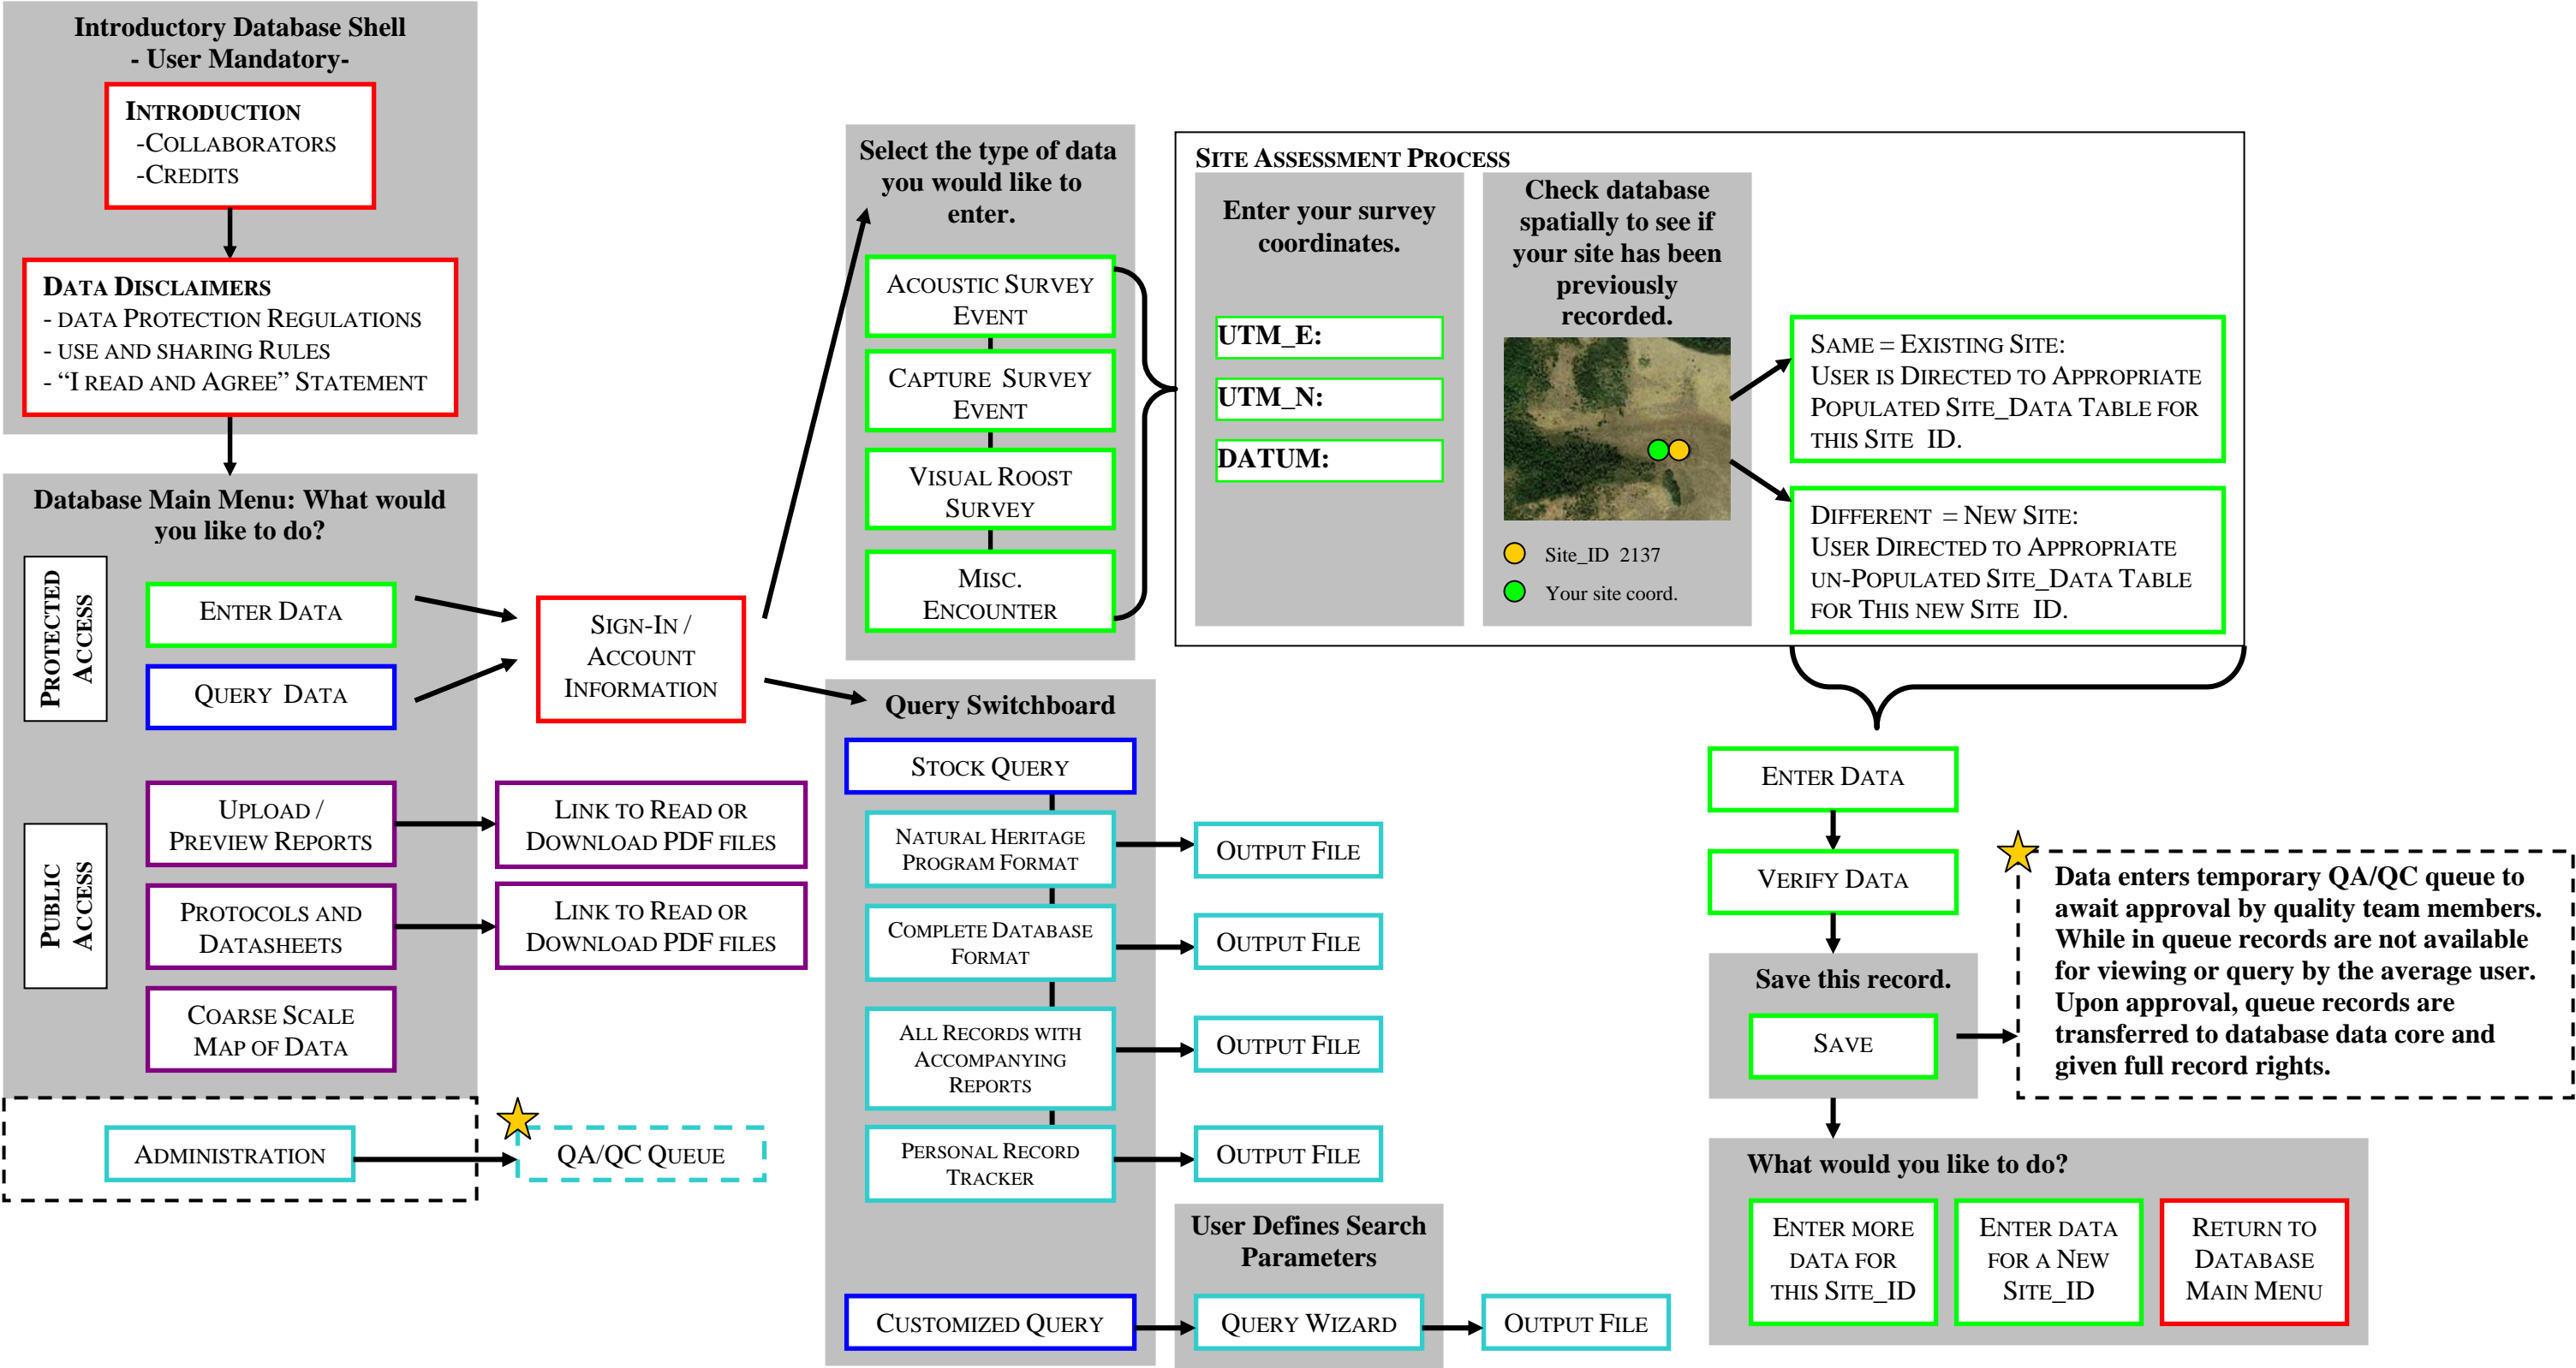 Introductory Database Shell
- User Mandatory-
INTRODUCTION
-COLLABORATORS
-CREDITS
DATA DISCLAIMERS
- DATA PROTECTION REGULATIONS
- USE AND SHARING RULES
- “I READ AND AGREE” STATEMENT
Database Main Menu: What would
you like to do?
PROTECTED
ACCESS
ENTER DATA
QUERY DATA
PUBLIC
ACCESS
UPLOAD /
PREVIEW REPORTS
PROTOCOLS AND
DATASHEETS
COARSE SCALE
MAP OF DATA
ADMINISTRATION
QA/QC QUEUE
SIGN-IN /
ACCOUNT
INFORMATION
LINK TO READ OR
DOWNLOAD PDF FILES
LINK TO READ OR
DOWNLOAD PDF FILES
Select the type of data
you would like to
enter.
ACOUSTIC SURVEY
EVENT
CAPTURE SURVEY
EVENT
VISUAL ROOST
SURVEY
MISC.
ENCOUNTER
SITE ASSESSMENT PROCESS
Enter your survey
coordinates.
UTM_E:
UTM_N:
DATUM:
Check database
spatially to see if
your site has been
previously
recorded.
Site_ID 2137
Your site coord.
SAME = EXISTING SITE:
USER IS DIRECTED TO APPROPRIATE
POPULATED SITE_DATA TABLE FOR
THIS SITE ID.
DIFFERENT = NEW SITE:
USER DIRECTED TO APPROPRIATE
UN-POPULATED SITE_DATA TABLE
FOR THIS NEW SITE ID.
Query Switchboard
STOCK QUERY
NATURAL HERITAGE
PROGRAM FORMAT
OUTPUT FILE
COMPLETE DATABASE
FORMAT
OUTPUT FILE
ALL RECORDS WITH
ACCOMPANYING
REPORTS
OUTPUT FILE
PERSONAL RECORD
TRACKER
OUTPUT FILE
CUSTOMIZED QUERY
User Defines Search
Parameters
QUERY WIZARD
OUTPUT FILE
ENTER DATA
VERIFY DATA
Save this record.
SAVE
Data enters temporary QA/QC queue to
await approval by quality team members.
While in queue records are not available
for viewing or query by the average user.
Upon approval, queue records are
transferred to database data core and
given full record rights.
What would you like to do?
ENTER MORE
DATA FOR
THIS SITE_ID
ENTER DATA
FOR A NEW
SITE_ID
RETURN TO
DATABASE
MAIN MENU